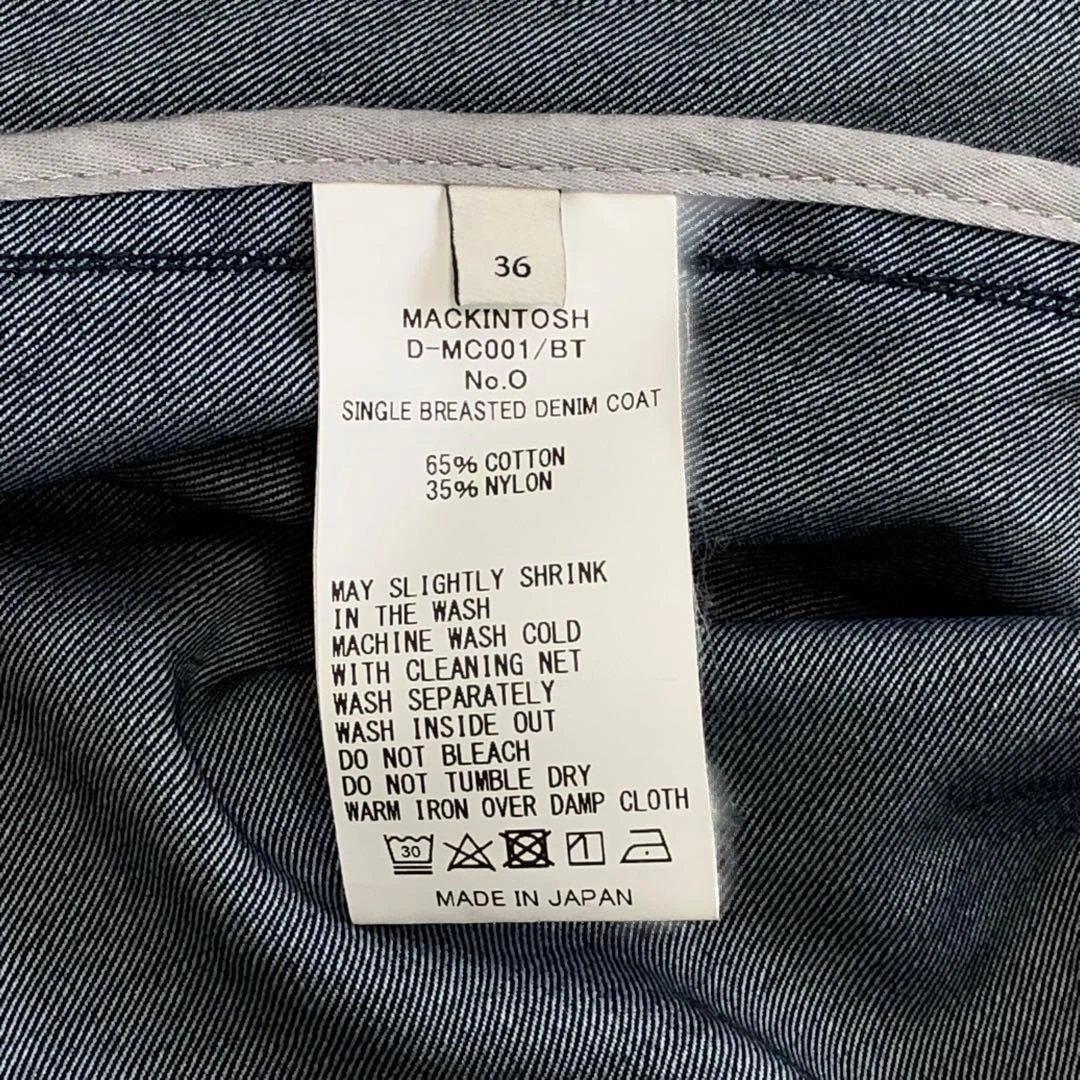 36
MACKINTOSH
D-MC001/BT
No.O
SINGLE BREASTED DENIM COAT
65% COTTON
35% NYLON
MAY SLIGHTLY SHRINK
IN THE WASH
MACHINE WASH COLD
WITH CLEANING NET
WASH SEPARATELY
WASH INSIDE OUT
DO NOT BLEACH
DO NOT TUMBLE DRY
WARM IRON OVER DAMP CLOTH
30
MADE IN JAPAN